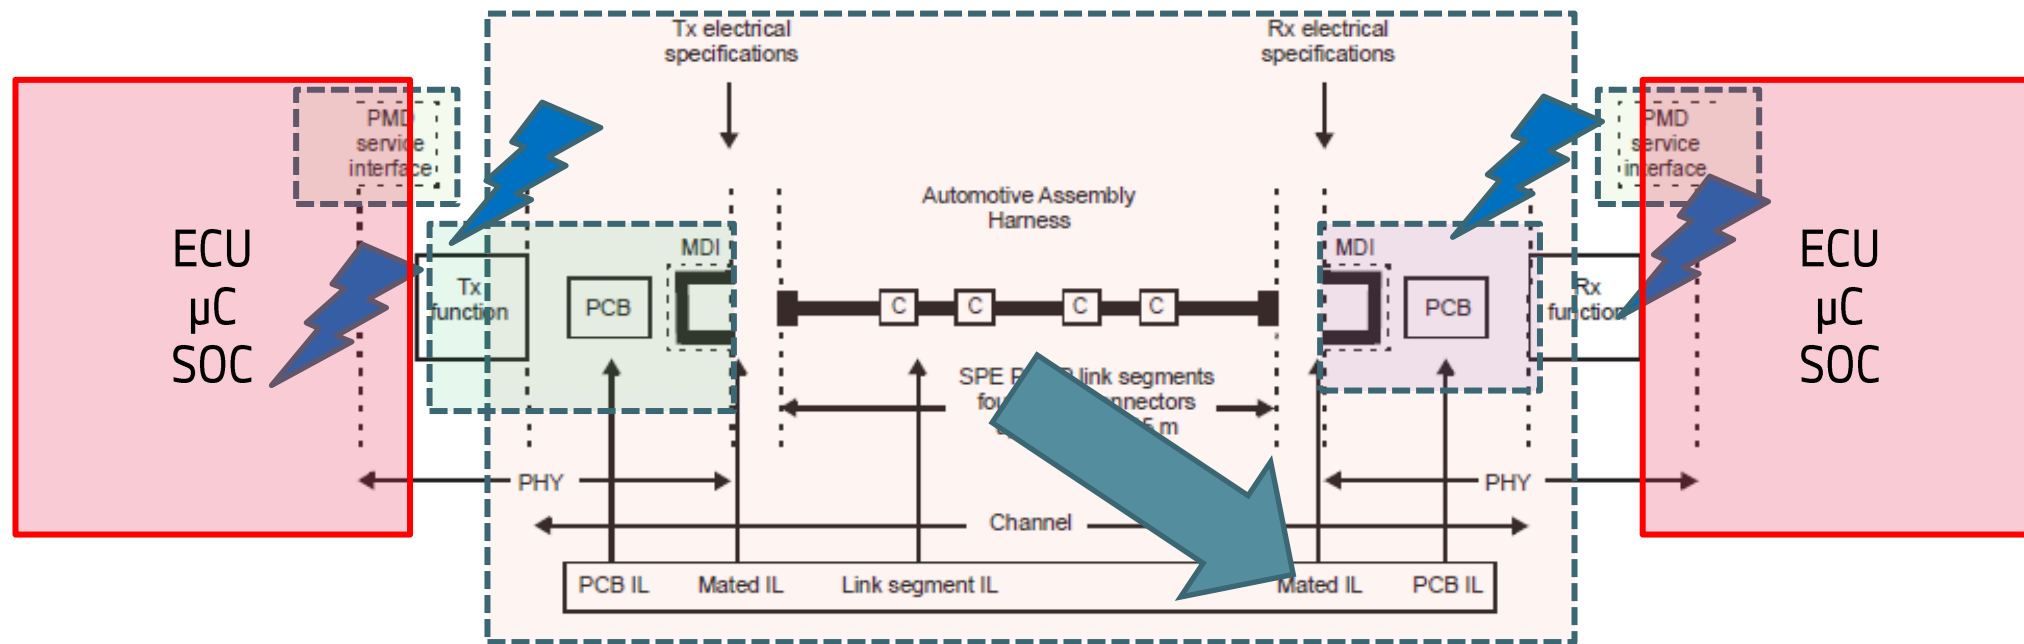 Tx electrical
specifications
Rx electrical
specifications
PMD
service
interface
PMD
service
interface
Automotive Assembly
Harness
ECU
µC
SOC
MDI
Tx
function
PCB
C
C
C
C
MDI
PCB
Rx
function
ECU
µC
SOC
SPE link segments
m
PHY
PHY
Channel
PCB IL
Mated IL
Link segment IL
Mated IL
PCB IL